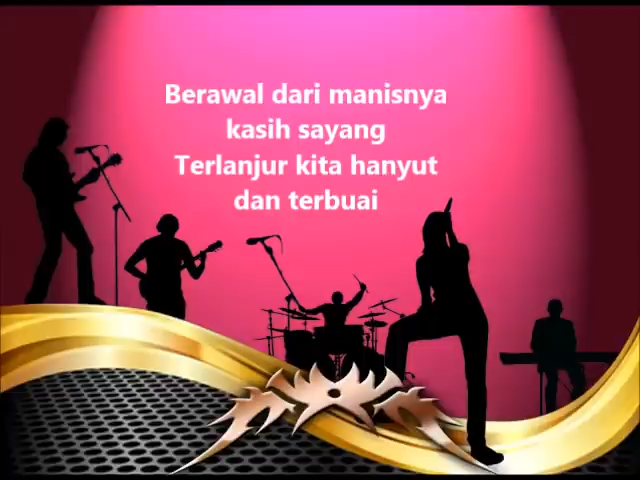 Berawal dari manisnya
kasih sayang
Terlanjur kita hanyut
dan terbuai